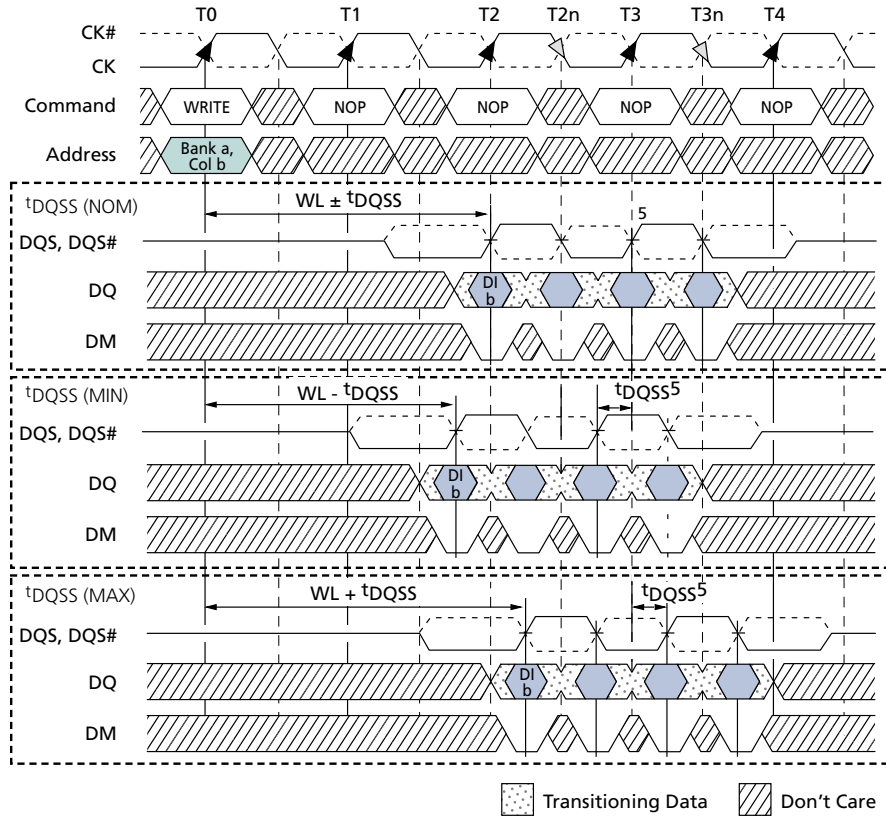 T0 T1 T2 T2n T3 T3n T4
CK#
CK
Command WRITE NOP NOP NOP NOP
Address Bank a, Col b
tDQSS (NOM) WL ± tDQSS 5
DQS, DQS#
DQ DI b
DM
tDQSS (MIN) WL - tDQSS tDQSS5
DQS, DQS#
DQ DI b
DM
tDQSS (MAX) WL + tDQSS tDQSS5
DQS, DQS#
DQ DI b
DM
Transitioning Data Don't Care